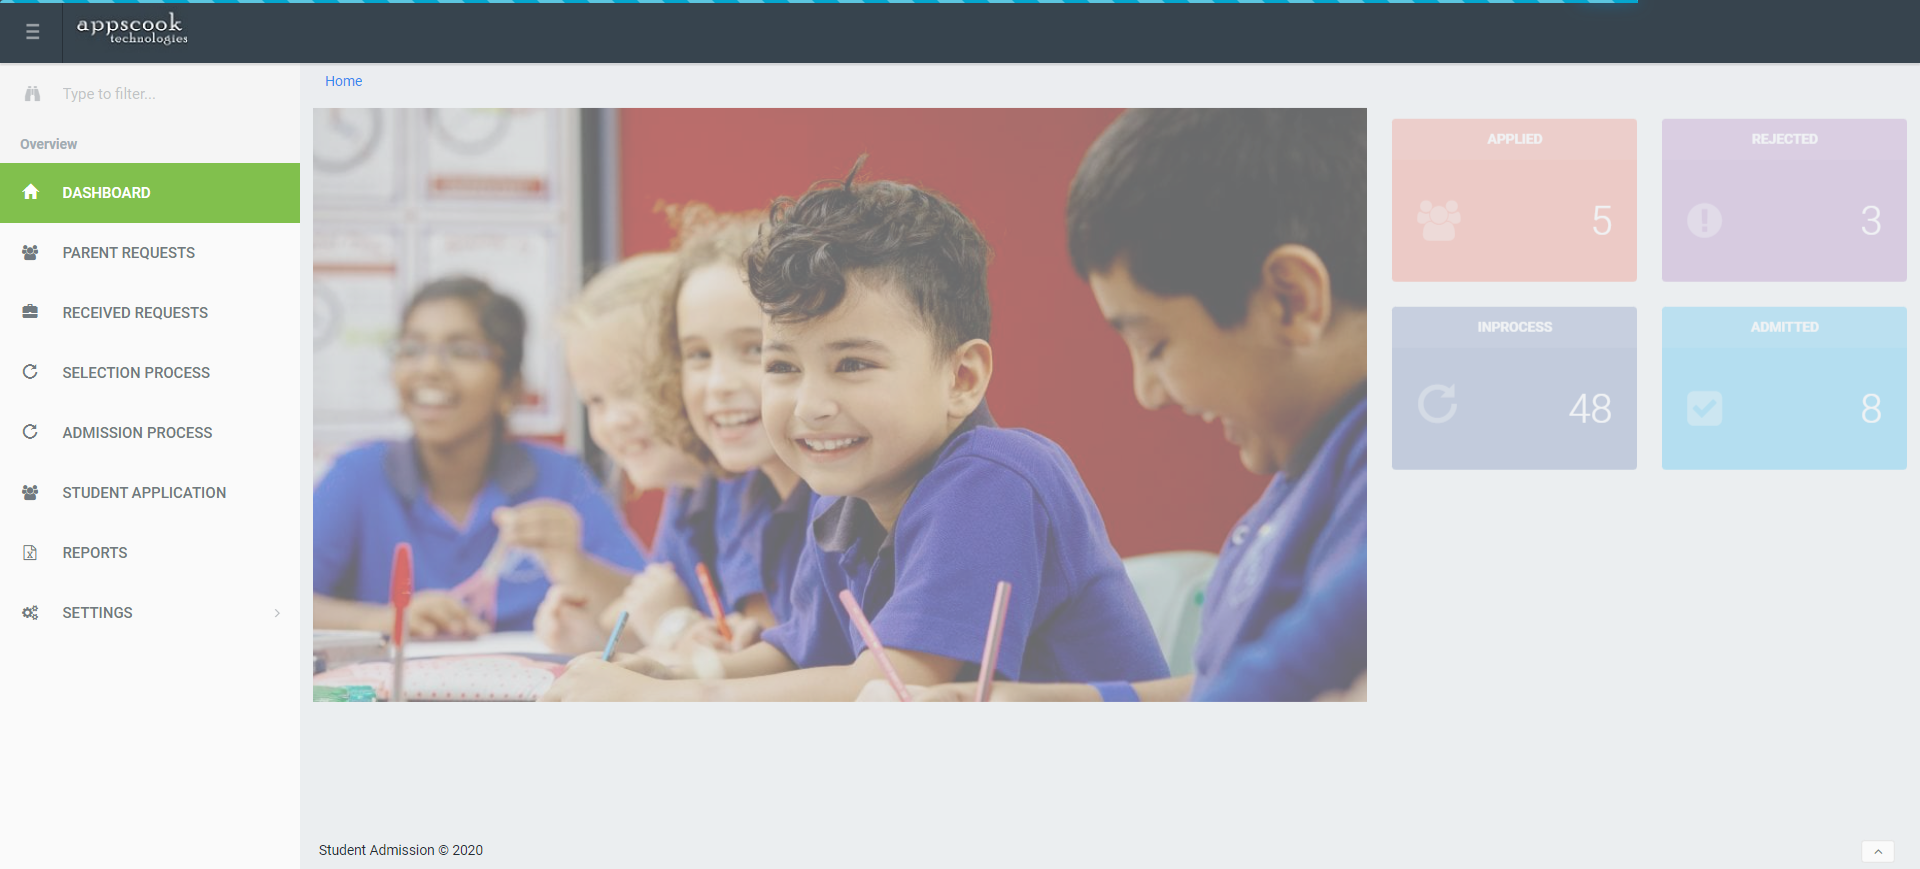 appscook
technologies
Type to filter...
Overview
DASHBOARD
PARENT REQUESTS
RECEIVED REQUESTS
SELECTION PROCESS
ADMISSION PROCESS
STUDENT APPLICATION
REPORTS
SETTINGS
Home
APPLIED
5
REJECTED
3
INPROCESS
48
ADMITTED
8
Student Admission © 2020